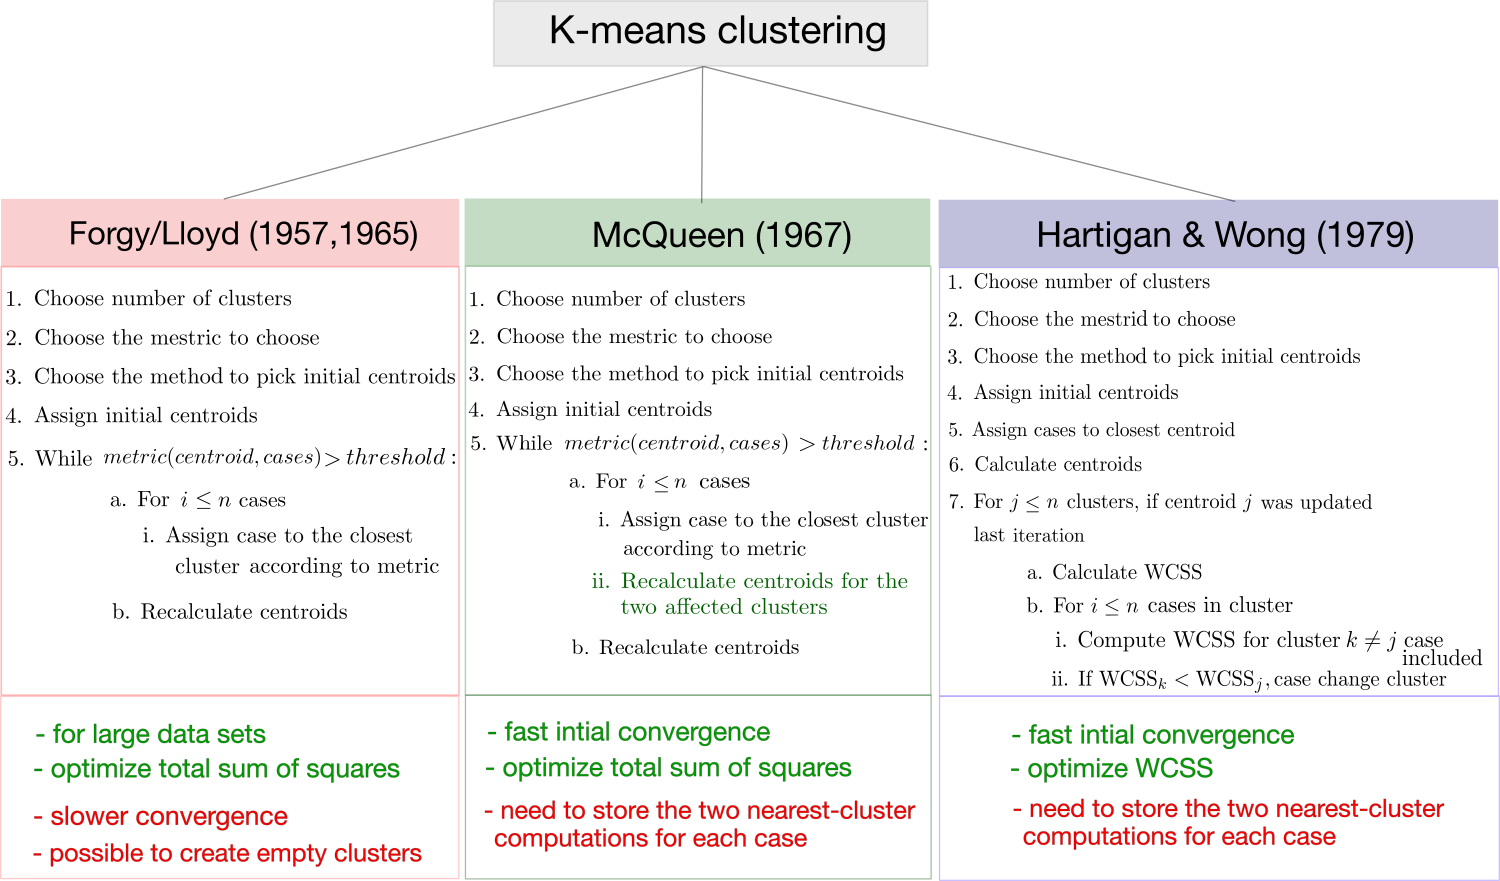 K-means clustering
Forgy/Lloyd (1957,1965)
1. Choose number of clusters
2. Choose the mestric to choose
3. Choose the method to pick initial centroids
4. Assign initial centroids
5. While metric(centroid, cases) > threshold :
a. For i ≤ n cases
i. Assign case to the closest
cluster according to metric
b. Recalculate centroids
- for large data sets
- optimize total sum of squares
- slower convergence
- possible to create empty clusters
McQueen (1967)
1. Choose number of clusters
2. Choose the mestric to choose
3. Choose the method to pick initial centroids
4. Assign initial centroids
5. While metric(centroid, cases) > threshold :
a. For i ≤ n cases
i. Assign case to the closest cluster
according to metric
ii. Recalculate centroids for the
two affected clusters
b. Recalculate centroids
- fast intial convergence
- optimize total sum of squares
- need to store the two nearest-cluster
computations for each case
Hartigan & Wong (1979)
1. Choose number of clusters
2. Choose the mestrid to choose
3. Choose the method to pick initial centroids
4. Assign initial centroids
5. Assign cases to closest centroid
6. Calculate centroids
7. For j ≤ n clusters, if centroid j was updated
last iteration
a. Calculate WCSS
b. For i ≤ n cases in cluster
i. Compute WCSS for cluster k ≠ j case
included
ii. If WCSSₖ < WCSSⱼ, case change cluster
- fast intial convergence
- optimize WCSS
- need to store the two nearest-cluster
computations for each case